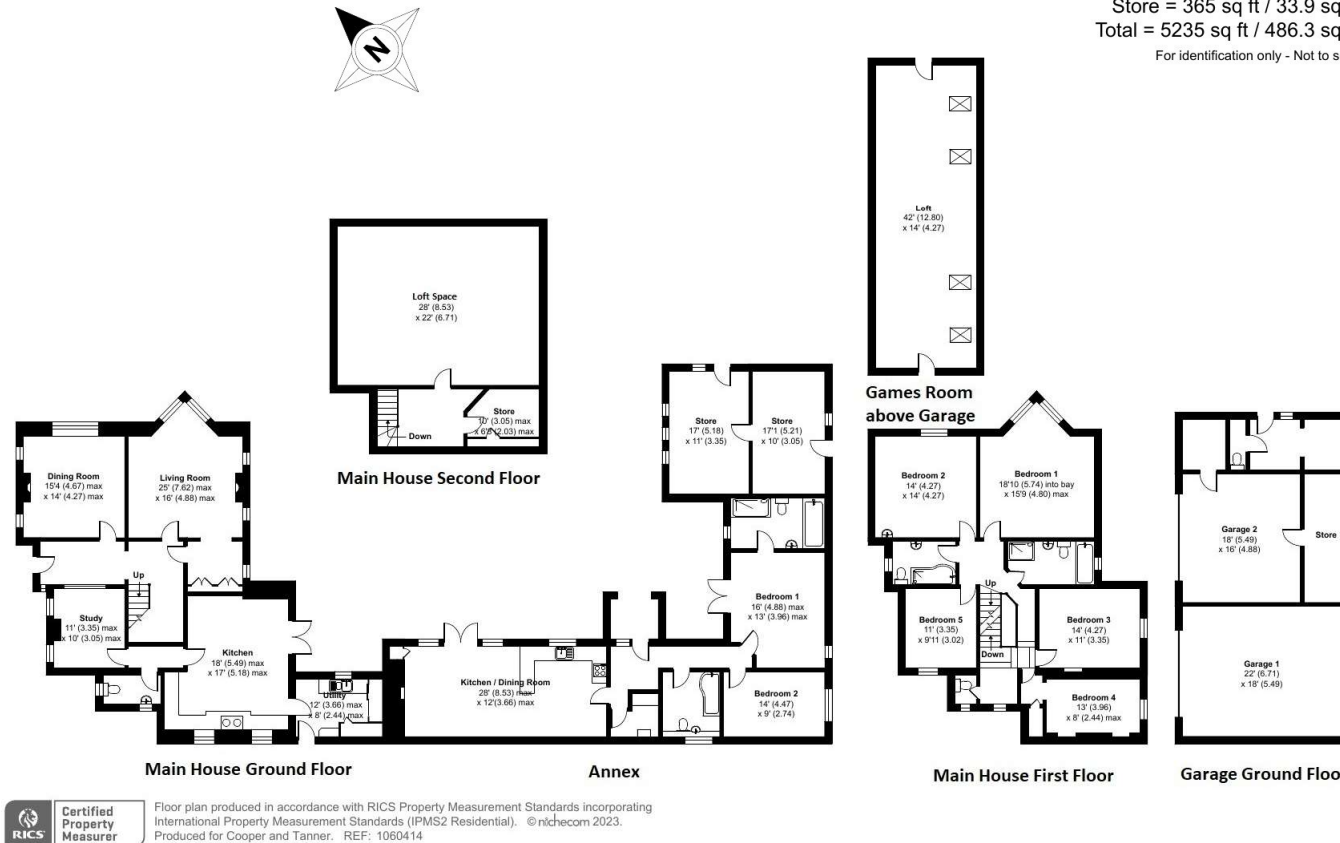 Store = 365 sq ft / 33.9 sq
Total = 5235 sq ft / 486.3 sq
For identification only - Not to s
N
Loft
42' (12.80)
x 14' (4.27)
Games Room
above Garage
Loft Space
28' (8.53)
x 22' (6.71)
Store
10' (3.05) max
x 6'8 (2.03) max
Down
Main House Second Floor
Dining Room
15'4 (4.67) max
x 14' (4.27) max
Living Room
25' (7.62) max
x 16' (4.88) max
Up
Study
11' (3.35) max
x 10' (3.05) max
Kitchen
18' (5.49) max
x 17' (5.18) max
Utility
12' (3.66) max
x 8' (2.44) max
Main House Ground Floor
Store
17' (5.18)
x 11' (3.35)
Store
17'1 (5.21)
x 10' (3.05)
Bedroom 1
16' (4.88) max
x 13' (3.96) max
Kitchen / Dining Room
28' (8.53) max
x 12'(3.66) max
Bedroom 2
14' (4.47)
x 9' (2.74)
Annex
Bedroom 2
14' (4.27)
x 14' (4.27)
Bedroom 1
18'10 (5.74) into bay
x 15'9 (4.80) max
Up
Bedroom 5
11' (3.35)
x 9'11 (3.02)
Bedroom 3
14' (4.27)
x 11' (3.35)
Down
Bedroom 4
13' (3.96)
x 8' (2.44) max
Main House First Floor
Garage 2
18' (5.49)
x 16' (4.88)
Store
Garage 1
22' (6.71)
x 18' (5.49)
Garage Ground Floo
RICS
Certified
Property
Measurer
Floor plan produced in accordance with RICS Property Measurement Standards incorporating
International Property Measurement Standards (IPMS2 Residential). © nichecom 2023.
Produced for Cooper and Tanner. REF: 1060414